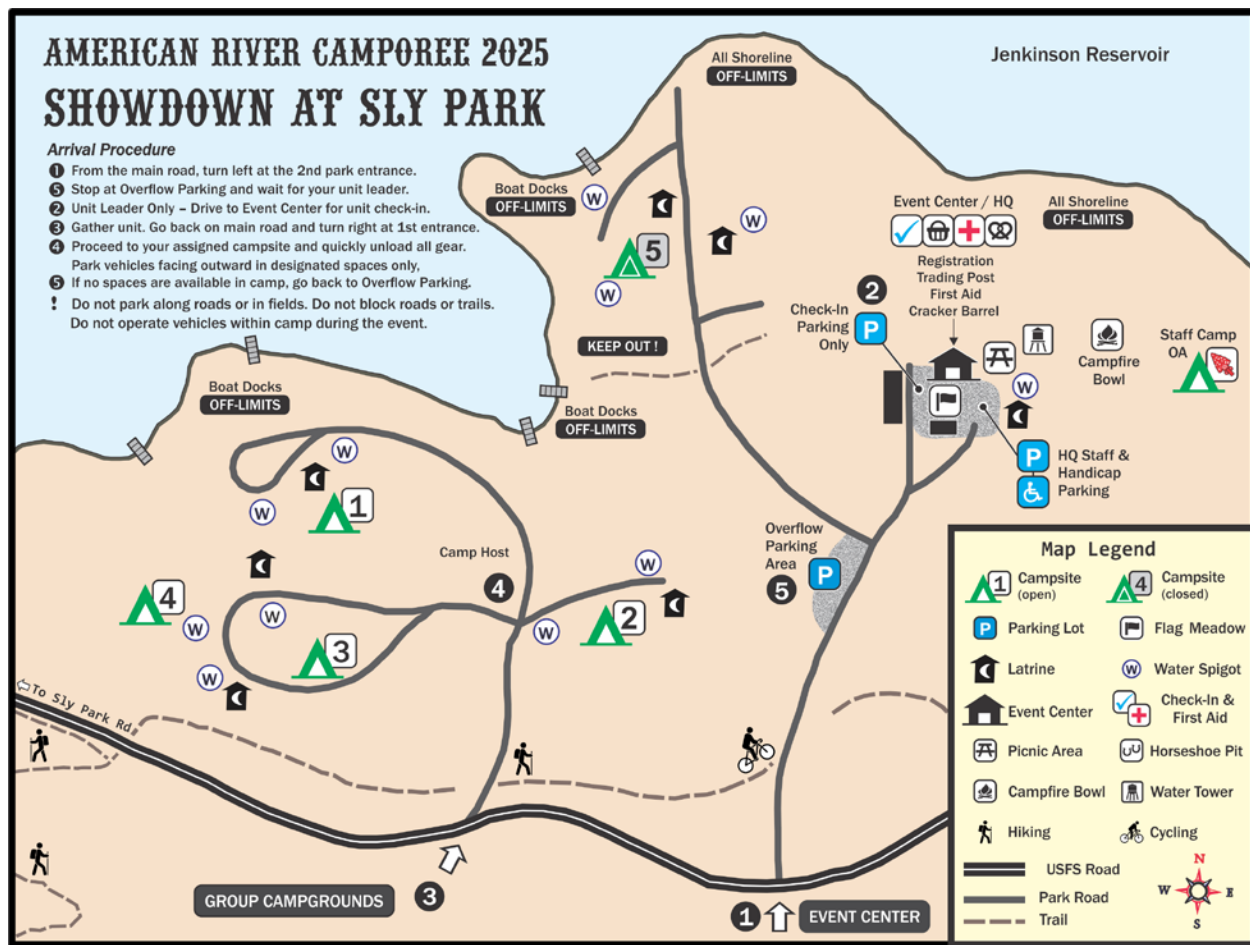 AMERICAN RIVER CAMPOREE 2025
SHOWDOWN AT SLY PARK
Arrival Procedure
1 From the main road, turn left at the 2nd park entrance.
5 Stop at Overflow Parking and wait for your unit leader.
2 Unit Leader Only – Drive to Event Center for unit check-in.
3 Gather unit. Go back on main road and turn right at 1st entrance.
4 Proceed to your assigned campsite and quickly unload all gear.
Park vehicles facing outward in designated spaces only,
5 If no spaces are available in camp, go back to Overflow Parking.
! Do not park along roads or in fields. Do not block roads or trails.
Do not operate vehicles within camp during the event.
Jenkinson Reservoir
All Shoreline
OFF-LIMITS
Boat Docks
OFF-LIMITS
W
W
5
W
KEEP OUT !
Event Center / HQ
Registration
Trading Post
First Aid
Cracker Barrel
All Shoreline
OFF-LIMITS
2
Check-In
Parking
Only
P
W
Campfire
Bowl
Staff Camp
OA
P
HQ Staff &
Handicap
Parking
Boat Docks
OFF-LIMITS
Boat Docks
OFF-LIMITS
W
1
W
Camp Host
4
W
2
W
Overflow
Parking
Area
5
P
4
W
W
3
W
To Sly Park Rd
GROUP CAMPGROUNDS
3
1
EVENT CENTER
Map Legend
1 Campsite
(open)
4 Campsite
(closed)
P Parking Lot
Flag Meadow
Latrine
W Water Spigot
Event Center
Check-In &
First Aid
Picnic Area
Horseshoe Pit
Campfire Bowl
Water Tower
Hiking
Cycling
USFS Road
Park Road
Trail
N
W E
S